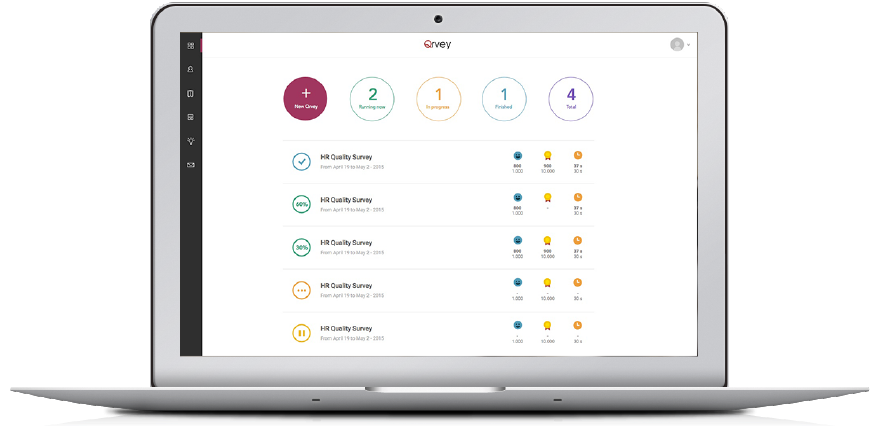 Qrvey
+
New Qrvey
2
Running now
1
In progress
1
Finished
4
Total
HR Quality Survey
From April 19 to May 2 - 2015
800
1.000
900
10.000
37 s
30 s
60%
HR Quality Survey
From April 19 to May 2 - 2015
800
1.000
-
37 s
30 s
30%
HR Quality Survey
From April 19 to May 2 - 2015
800
1.000
900
10.000
37 s
30 s
HR Quality Survey
From April 19 to May 2 - 2015
-
1.000
-
10.000
-
30 s
HR Quality Survey
From April 19 to May 2 - 2015
-
1.000
-
10.000
-
30 s